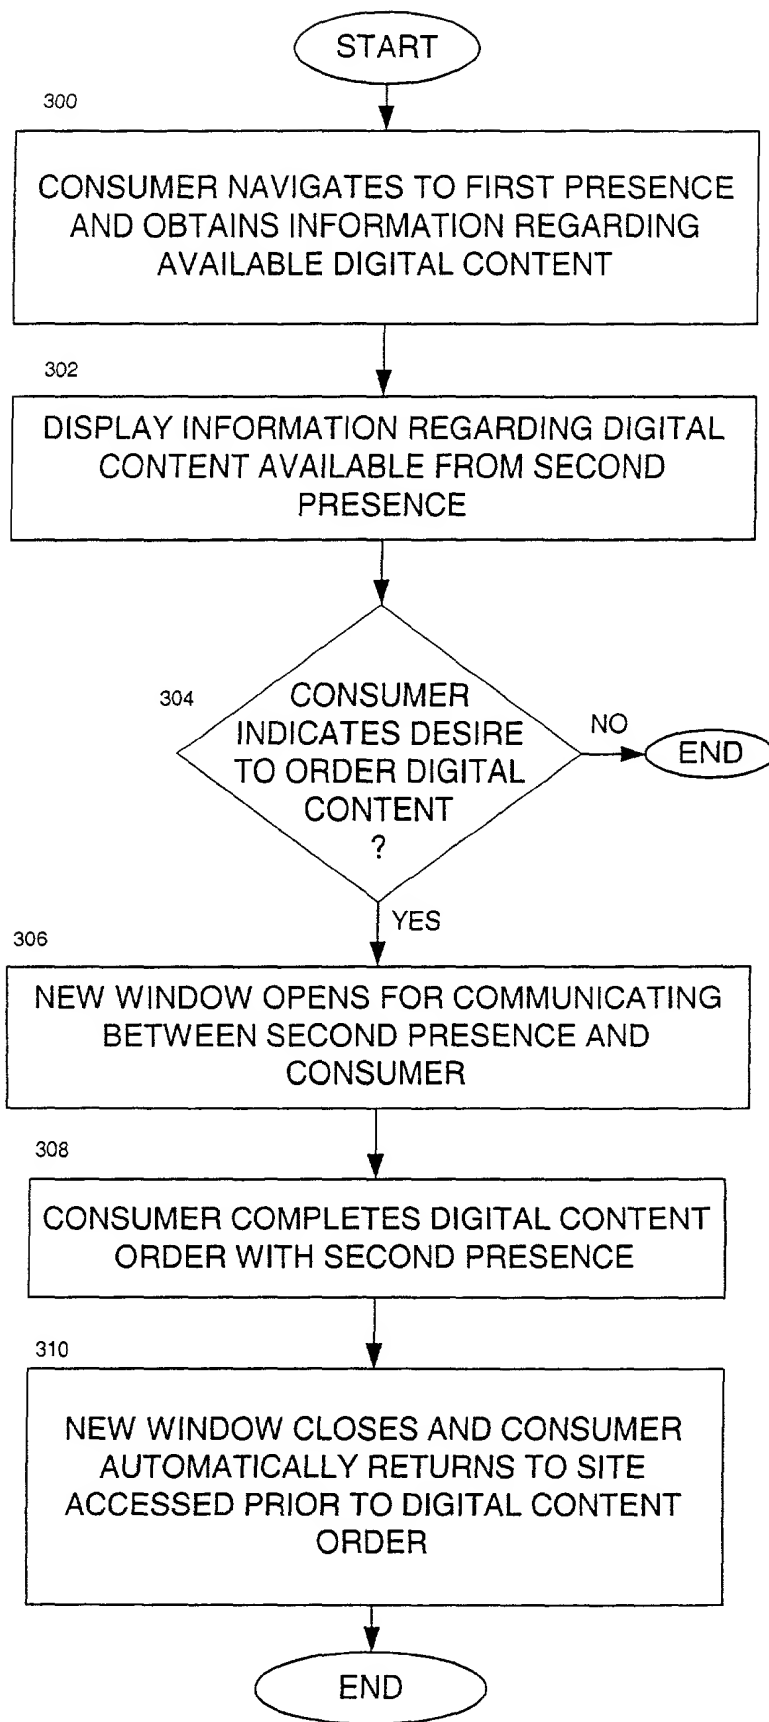 START
300
CONSUMER NAVIGATES TO FIRST PRESENCE
AND OBTAINS INFORMATION REGARDING
AVAILABLE DIGITAL CONTENT
302
DISPLAY INFORMATION REGARDING DIGITAL
CONTENT AVAILABLE FROM SECOND
PRESENCE
304
CONSUMER
INDICATES DESIRE
TO ORDER DIGITAL
CONTENT
?
NO
END
YES
306
NEW WINDOW OPENS FOR COMMUNICATING
BETWEEN SECOND PRESENCE AND
CONSUMER
308
CONSUMER COMPLETES DIGITAL CONTENT
ORDER WITH SECOND PRESENCE
310
NEW WINDOW CLOSES AND CONSUMER
AUTOMATICALLY RETURNS TO SITE
ACCESSED PRIOR TO DIGITAL CONTENT
ORDER
END